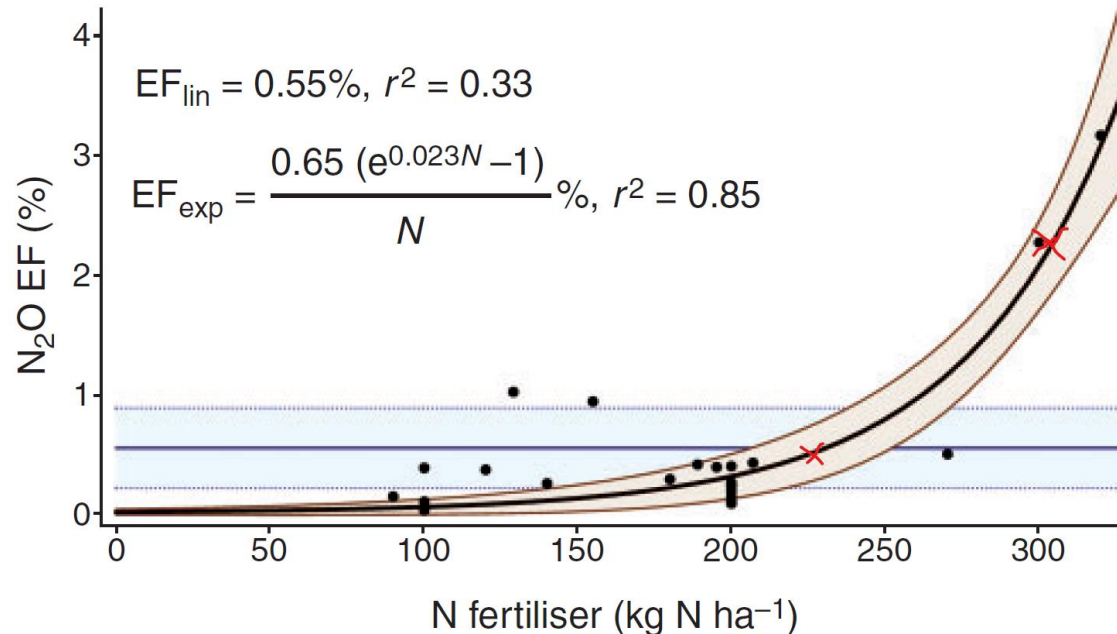 4
EF_lin = 0.55%, r² = 0.33
3
0.65 (e^0.023N –1)
EF_exp = %, r² = 0.85
N
2
1
0
N₂O EF (%)
0 50 100 150 200 250 300
N fertiliser (kg N ha⁻¹)